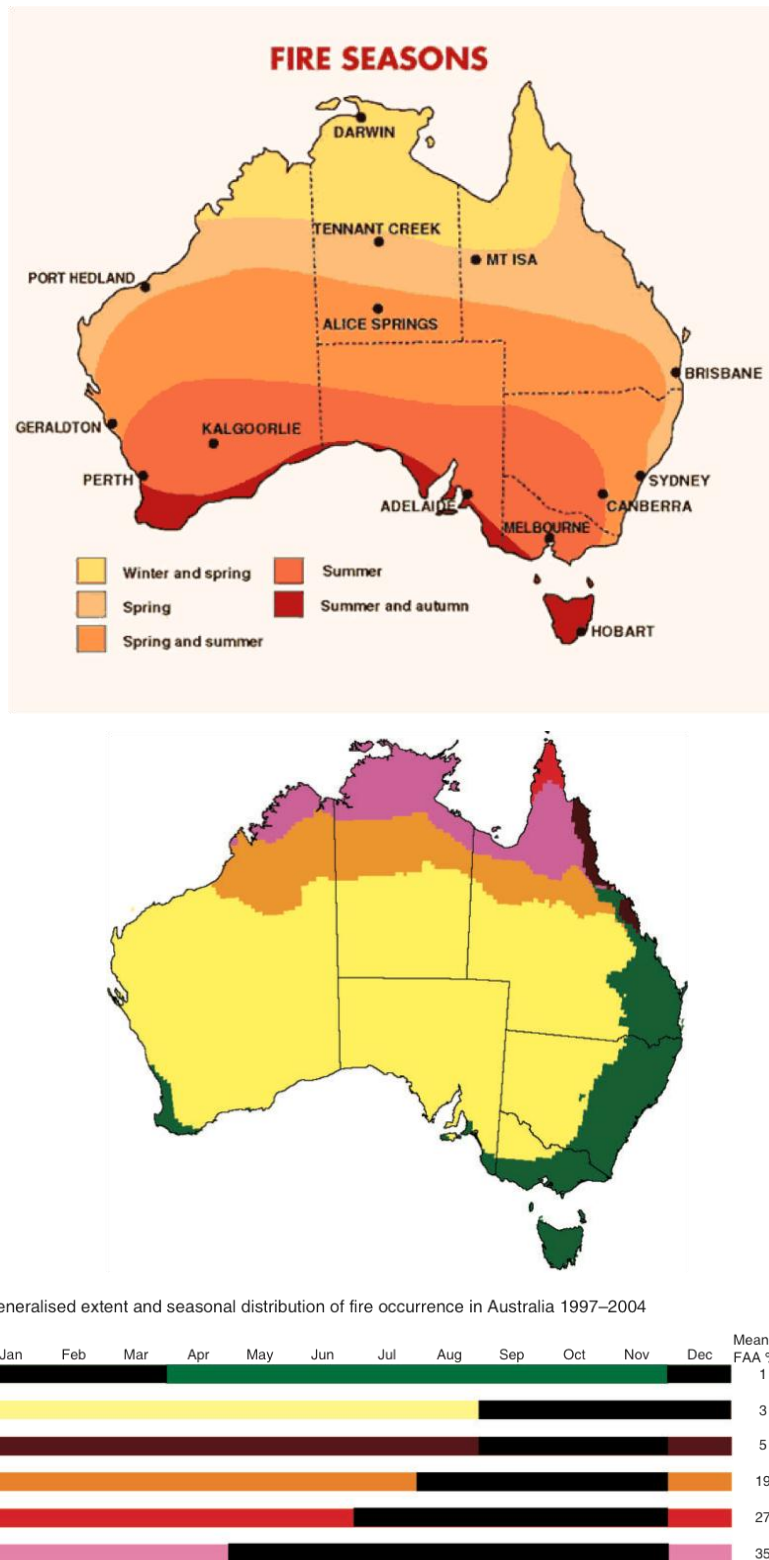 FIRE SEASONS
DARWIN
TENNANT CREEK
MT ISA
PORT HEDLAND
ALICE SPRINGS
BRISBANE
GERALDTON
KALGOORLIE
PERTH
SYDNEY
ADELAIDE
CANBERRA
MELBOURNE
Winter and spring
Summer
Spring
Summer and autumn
Spring and summer
HOBART
eneralised extent and seasonal distribution of fire occurrence in Australia 1997–2004
Mean
Jan Feb Mar Apr May Jun Jul Aug Sep Oct Nov Dec FAA %
1
3
5
19
27
35